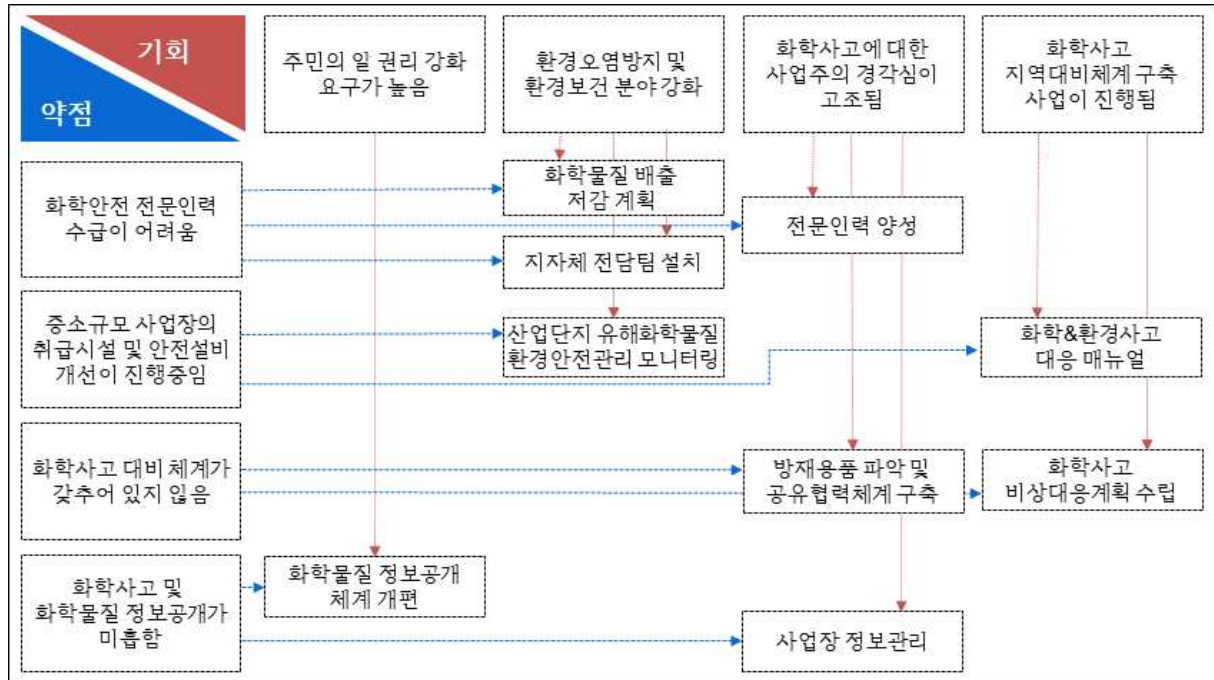 기회
약점
주민의 일 권리 강화
요구가 높음
환경오염방지 및
환경보건 분야 강화
화학사고에 대한
사업주의 경각심이
고조됨
화학사고
지역대비체계 구축
사업이 진행됨
화학안전 전문인력
수급이 어려움
화학물질 배출
저감 계획
전문인력 양성
지자체 전담팀 설치
중소규모 사업장의
취급시설 및 안전설비
개선이 진행중임
산업단지 유해화학물질
환경안전관리 모니터링
화학&환경사고
대응 매뉴얼
화학사고 대비 체계가
갖추어 있지 않음
방재용품 파악 및
공유협력체계 구축
화학사고
비상대응계획 수립
화학사고 및
화학물질 정보공개가
미흡함
화학물질 정보공개
체계 개편
사업장 정보관리